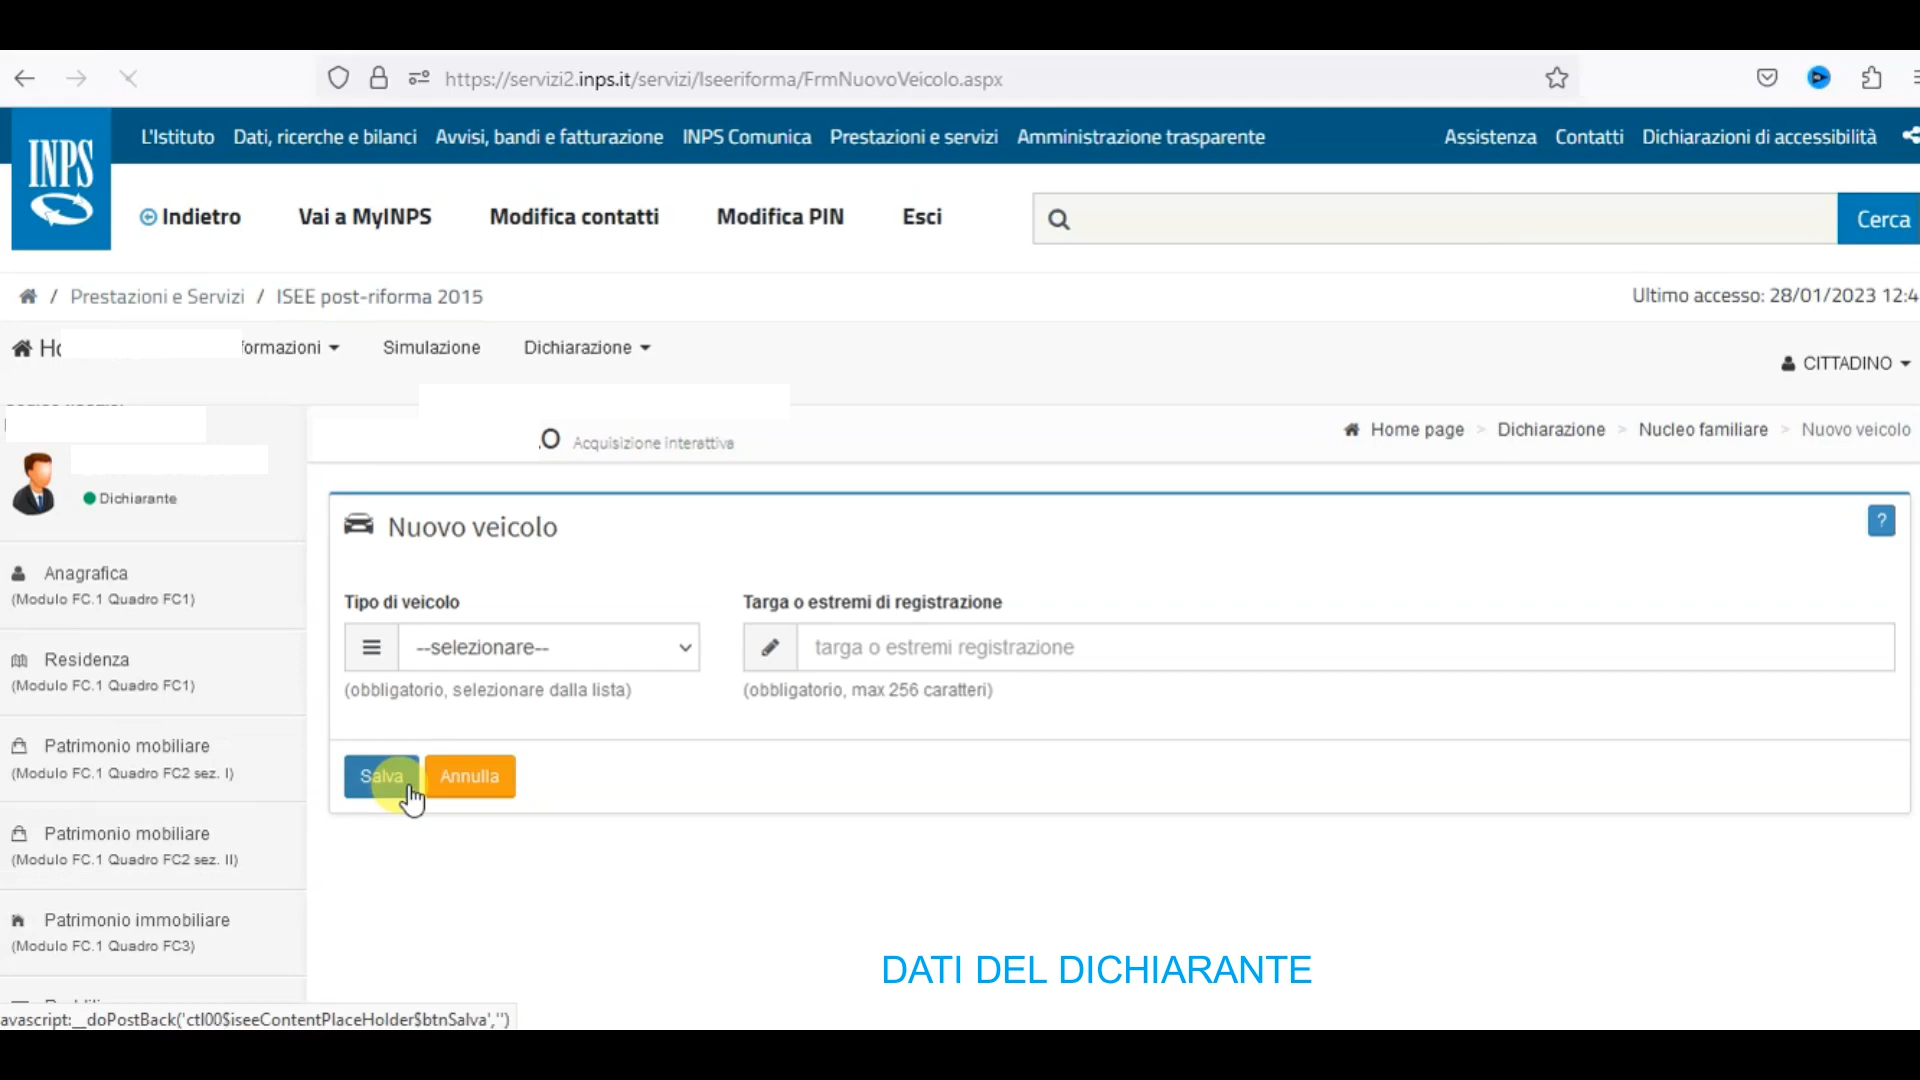 https://servizi2.inps.it/servizi/Iseeriforma/FrmNuovoVeicolo.aspx
INPS
L'Istituto Dati, ricerche e bilanci Avvisi, bandi e fatturazione INPS Comunica Prestazioni e servizi Amministrazione trasparente Assistenza Contatti Dichiarazioni di accessibilità
Indietro Vai a MyINPS Modifica contatti Modifica PIN Esci Cerca
/ Prestazioni e Servizi / ISEE post-riforma 2015 Ultimo accesso: 28/01/2023 12:4
formazioni Simulazione Dichiarazione
CITTADINO
.O Acquisizione interattiva
Home page > Dichiarazione > Nucleo familiare > Nuovo veicolo
Dichiarante
Anagrafica
(Modulo FC.1 Quadro FC1)
Residenza
(Modulo FC.1 Quadro FC1)
Patrimonio mobiliare
(Modulo FC.1 Quadro FC2 sez. I)
Patrimonio mobiliare
(Modulo FC.1 Quadro FC2 sez. II)
Patrimonio immobiliare
(Modulo FC.1 Quadro FC3)
Nuovo veicolo ?
Tipo di veicolo Targa o estremi di registrazione
--selezionare-- targa o estremi registrazione
(obbligatorio, selezionare dalla lista) (obbligatorio, max 256 caratteri)
Salva Annulla
DATI DEL DICHIARANTE
avascript:__doPostBack('ctl00$iseeContentPlaceHolder$btnSalva','')